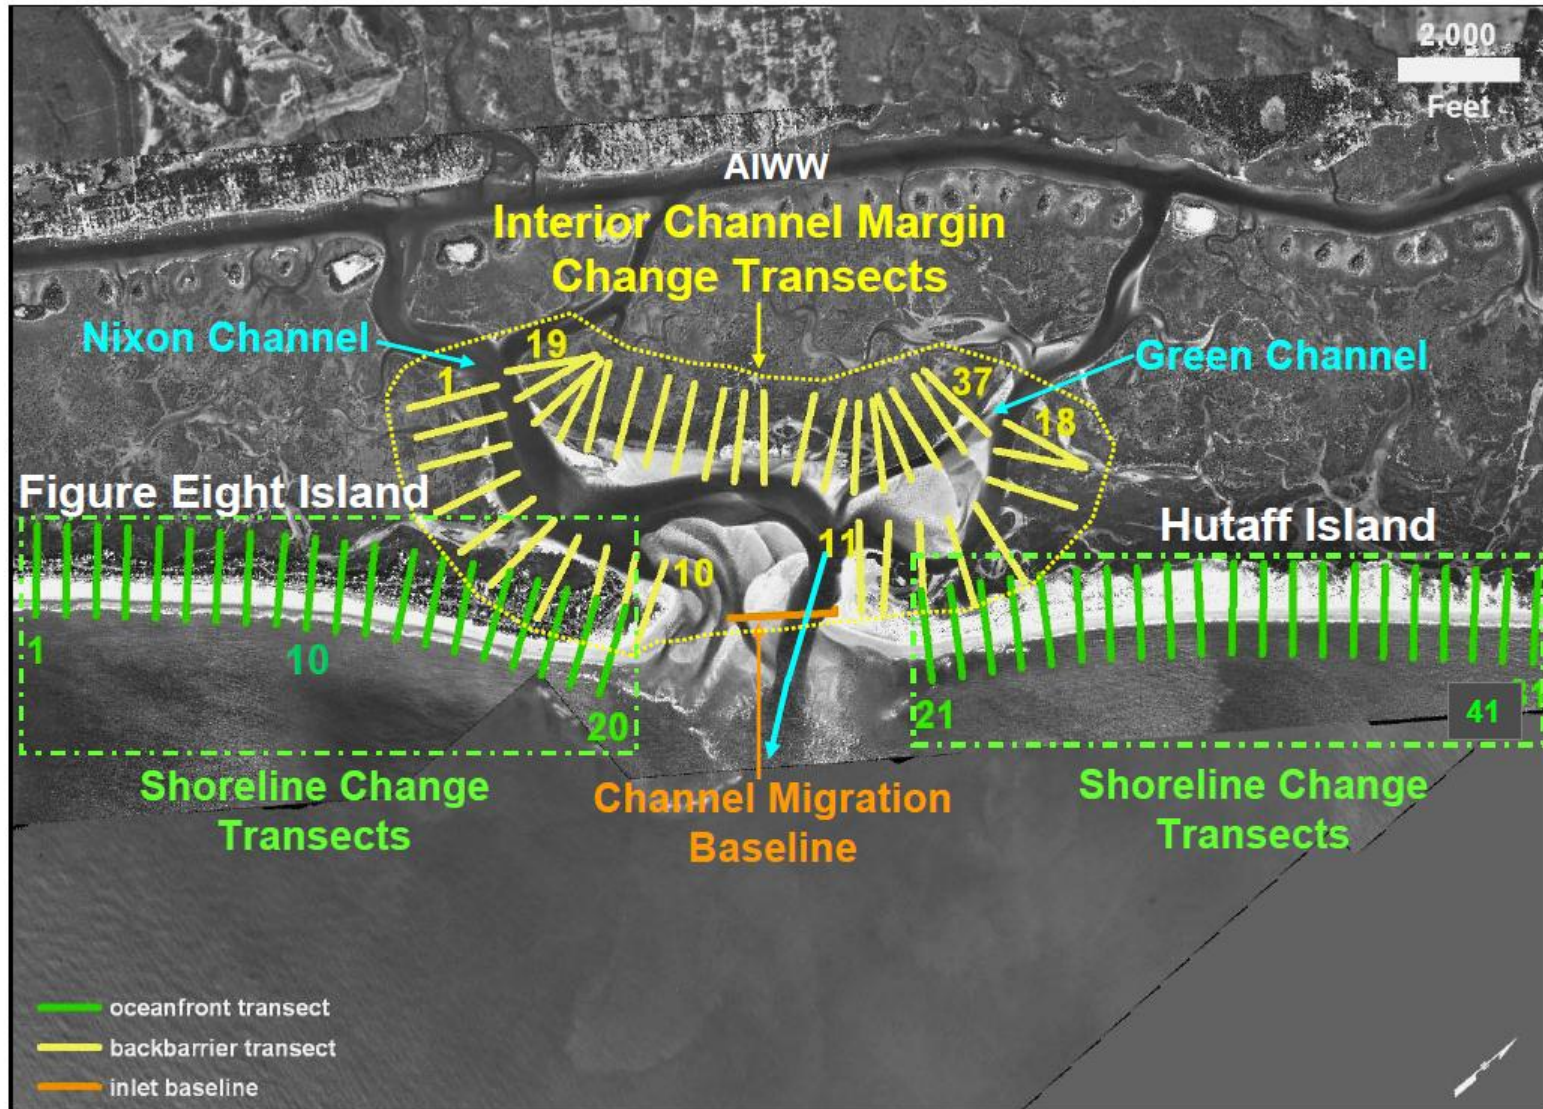 2,000
Feet
AIWW
Interior Channel Margin
Change Transects
Nixon Channel
19
1
37
Green Channel
18
Figure Eight Island
Hutaff Island
11
10
1
10
20
21
41
Shoreline Change
Transects
Channel Migration
Baseline
Shoreline Change
Transects
oceanfront transect
backbarrier transect
inlet baseline